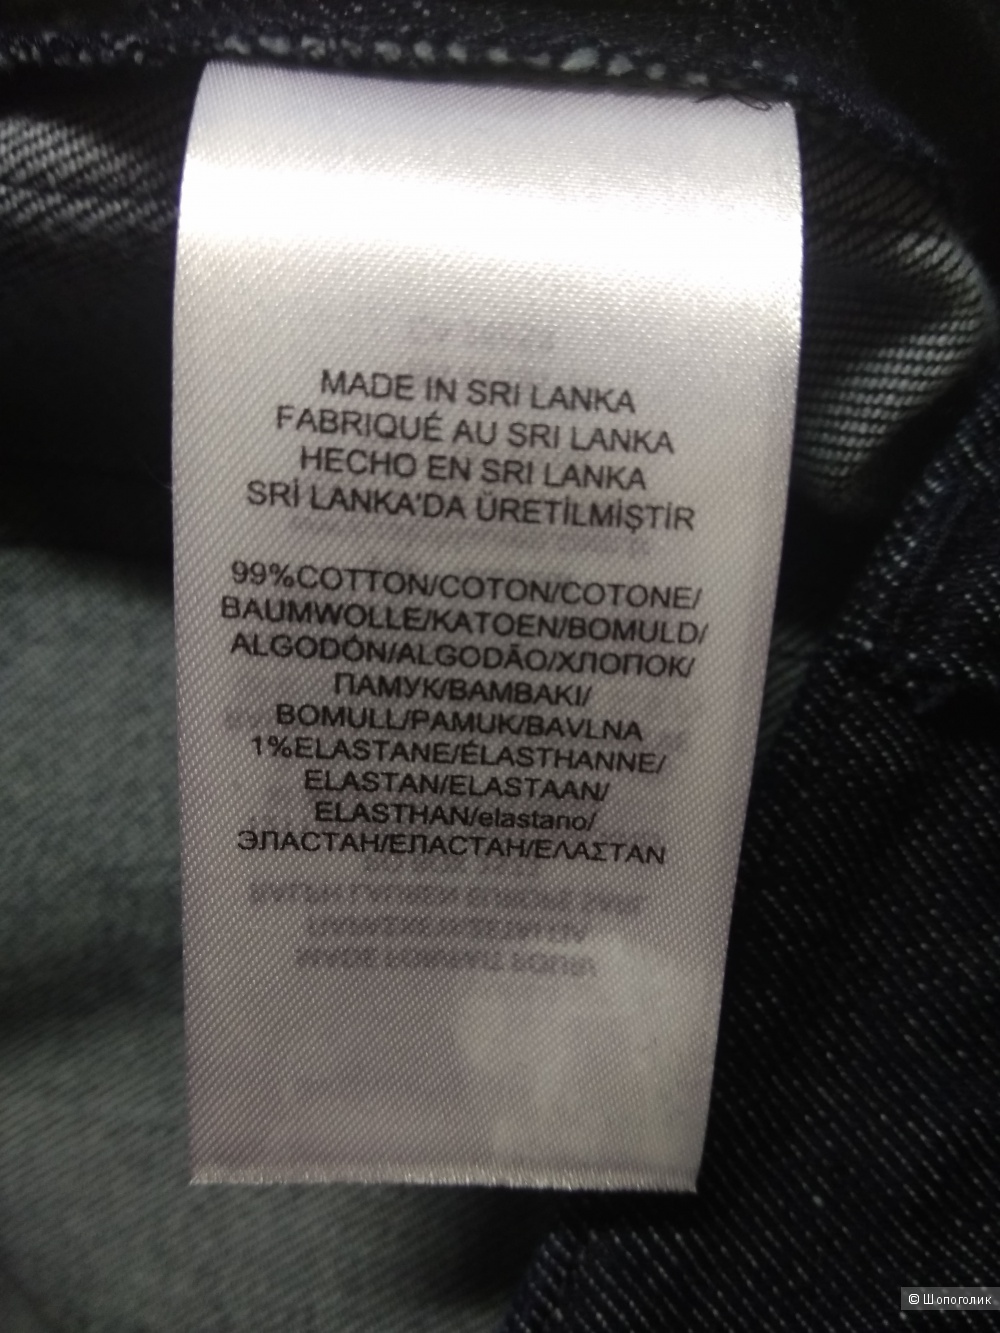 MADE IN SRI LANKA
FABRIQUÉ AU SRI LANKA
HECHO EN SRI LANKA
SRİ LANKA'DA ÜRETİLMİŞTİR
99%COTTON/COTON/COTONE/
BAUMWOLLE/KATOEN/BOMULD/
ALGODÓN/ALGODÃO/ХЛОПОК/
ПАМУК/BAMBAKI/
BOMULL/PAMUK/BAVLNA
1%ELASTANE/ÉLASTHANNE/
ELASTAN/ELASTAAN/
ELASTHAN/elastano/
ЭЛАСТАН/ЕЛАСТАН/ΕΛΑΣΤΑΝ
© Шопоголик